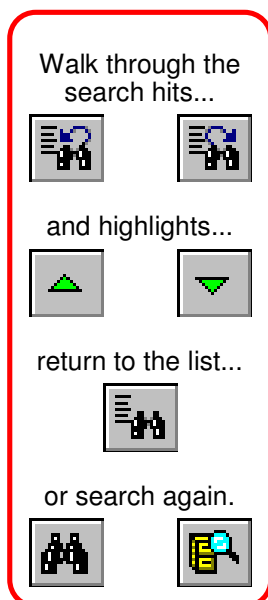 Walk through the
search hits...
and highlights...
return to the list...
or search again.